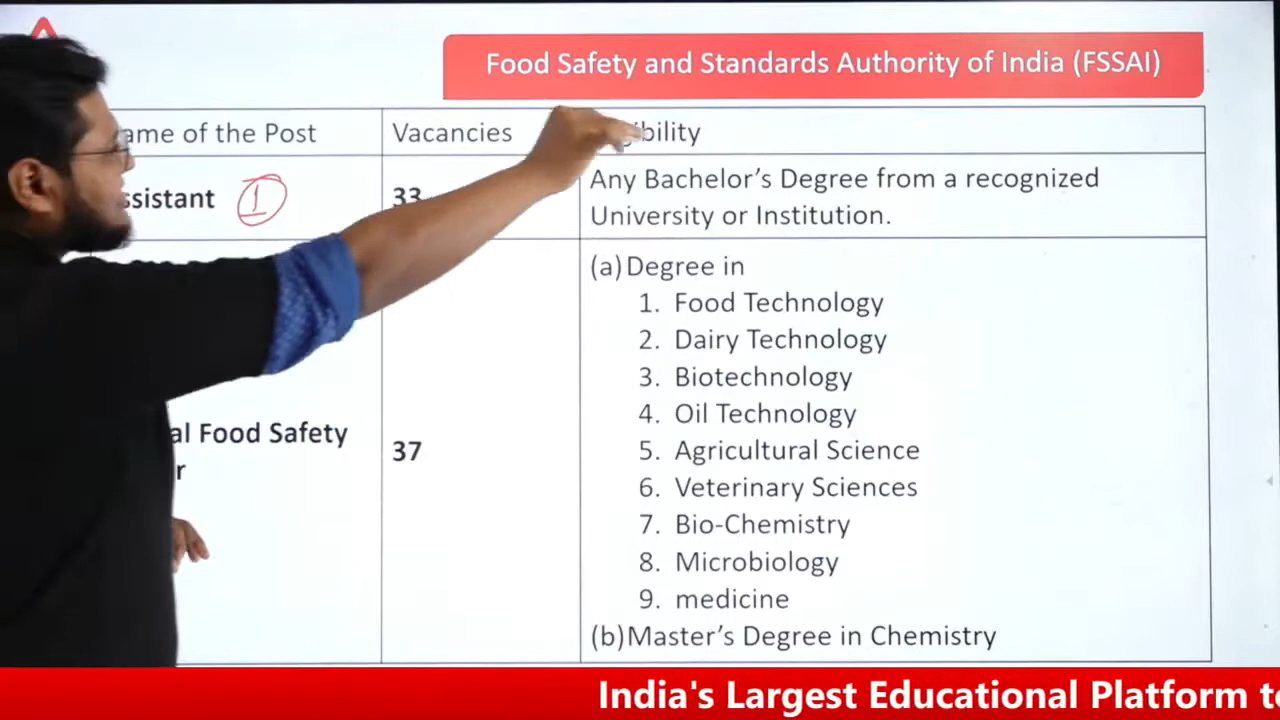 Food Safety and Standards Authority of India (FSSAI)
ame of the Post
Vacancies
ibility
ssistant
1
33
Any Bachelor's Degree from a recognized
University or Institution.
al Food Safety
r
37
(a) Degree in
1. Food Technology
2. Dairy Technology
3. Biotechnology
4. Oil Technology
5. Agricultural Science
6. Veterinary Sciences
7. Bio-Chemistry
8. Microbiology
9. medicine
(b) Master's Degree in Chemistry
India's Largest Educational Platform t